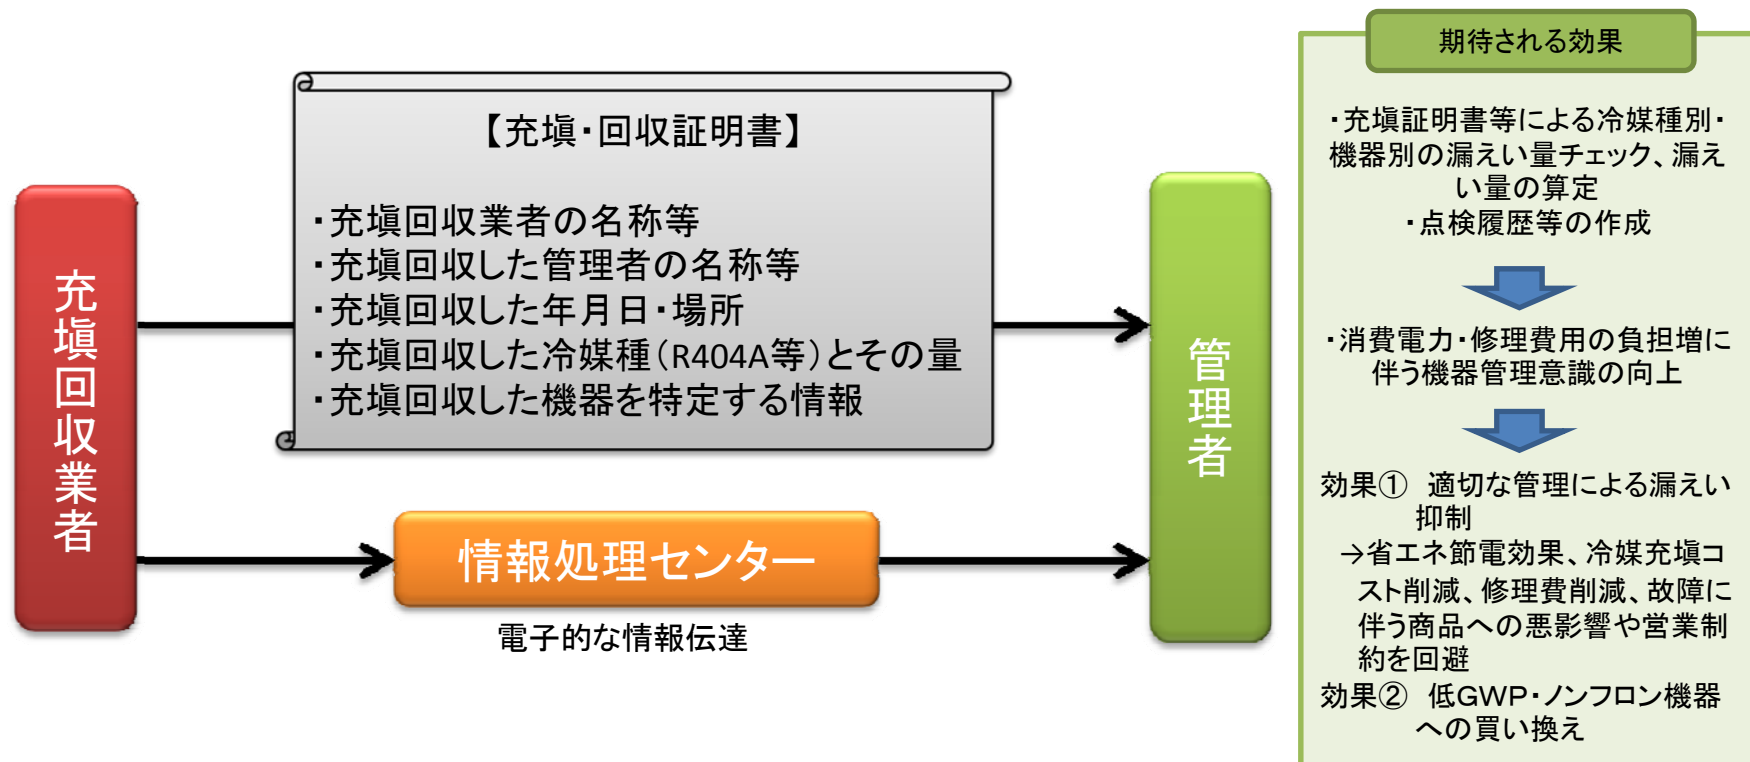 充塡回収業者
【充塡・回収証明書】
・充塡回収業者の名称等
・充塡回収した管理者の名称等
・充塡回収した年月日・場所
・充塡回収した冷媒種（R404A等）とその量
・充塡回収した機器を特定する情報
情報処理センター
電子的な情報伝達
管理者
期待される効果
・充塡証明書等による冷媒種別・
機器別の漏えい量チェック、漏え
い量の算定
・点検履歴等の作成
・消費電力・修理費用の負担増に
伴う機器管理意識の向上
効果① 適切な管理による漏えい
抑制
→省エネ節電効果、冷媒充塡コ
スト削減、修理費削減、故障に
伴う商品への悪影響や営業制
約を回避
効果② 低GWP・ノンフロン機器
への買い換え